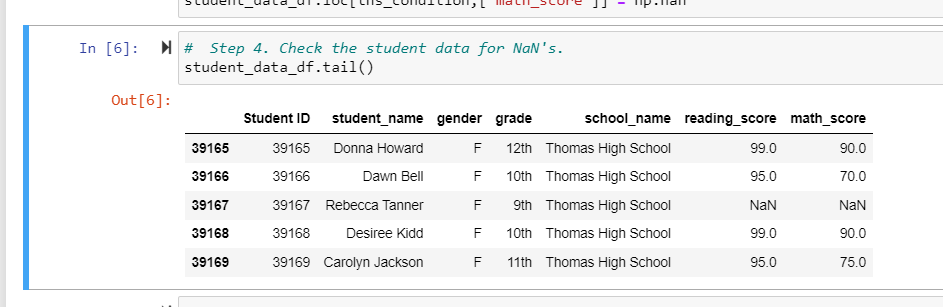 student_data_df.loc[ths_condition,["math_score"]] = np.nan
In [6]: # Step 4. Check the student data for NaN's.
student_data_df.tail()
Out[6]:
Student ID student_name gender grade school_name reading_score math_score
39165 39165 Donna Howard F 12th Thomas High School 99.0 90.0
39166 39166 Dawn Bell F 10th Thomas High School 95.0 70.0
39167 39167 Rebecca Tanner F 9th Thomas High School NaN NaN
39168 39168 Desiree Kidd F 10th Thomas High School 99.0 90.0
39169 39169 Carolyn Jackson F 11th Thomas High School 95.0 75.0